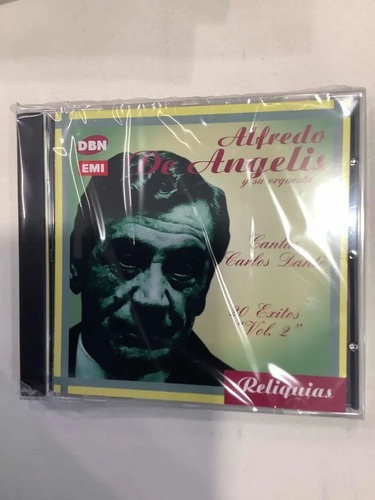 DBN
EMI
Alfredo
De Angelis
y su orquesta
Canta:
Carlos Dante
20 Exitos
"Vol. 2"
Reliquias